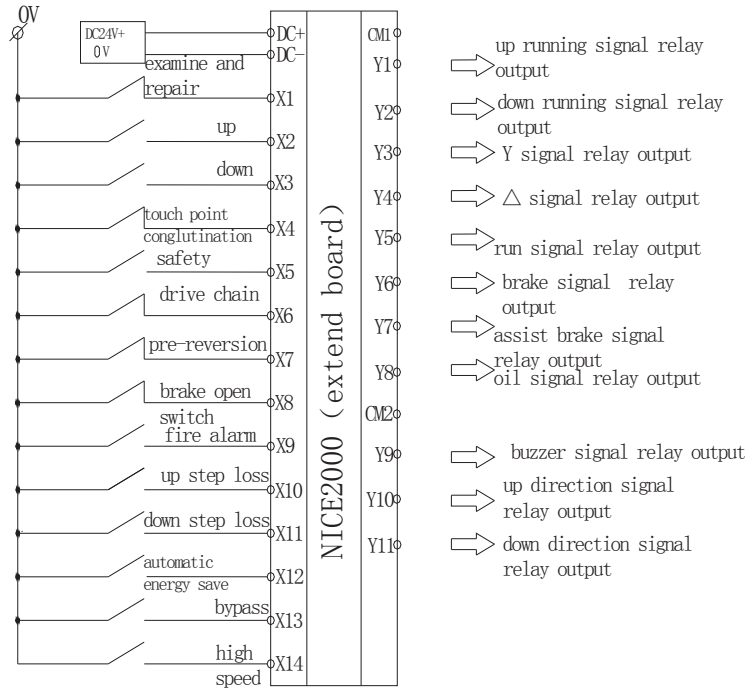 0V
DC24V+
0V
DC+
DC-
examine and
repair
X1
up
X2
down
X3
touch point
conglutination
X4
safety
X5
drive chain
X6
pre-reversion
X7
brake open
switch
X8
fire alarm
X9
up step loss
X10
down step loss
X11
automatic
energy save
X12
bypass
X13
high
speed
X14
NICE2000 (extend board)
CM1
Y1
up running signal relay
output
Y2
down running signal relay
output
Y3
Y signal relay output
Y4
△ signal relay output
Y5
run signal relay output
Y6
brake signal relay
output
Y7
assist brake signal
relay output
Y8
oil signal relay output
CM2
Y9
buzzer signal relay output
Y10
up direction signal
relay output
Y11
down direction signal
relay output